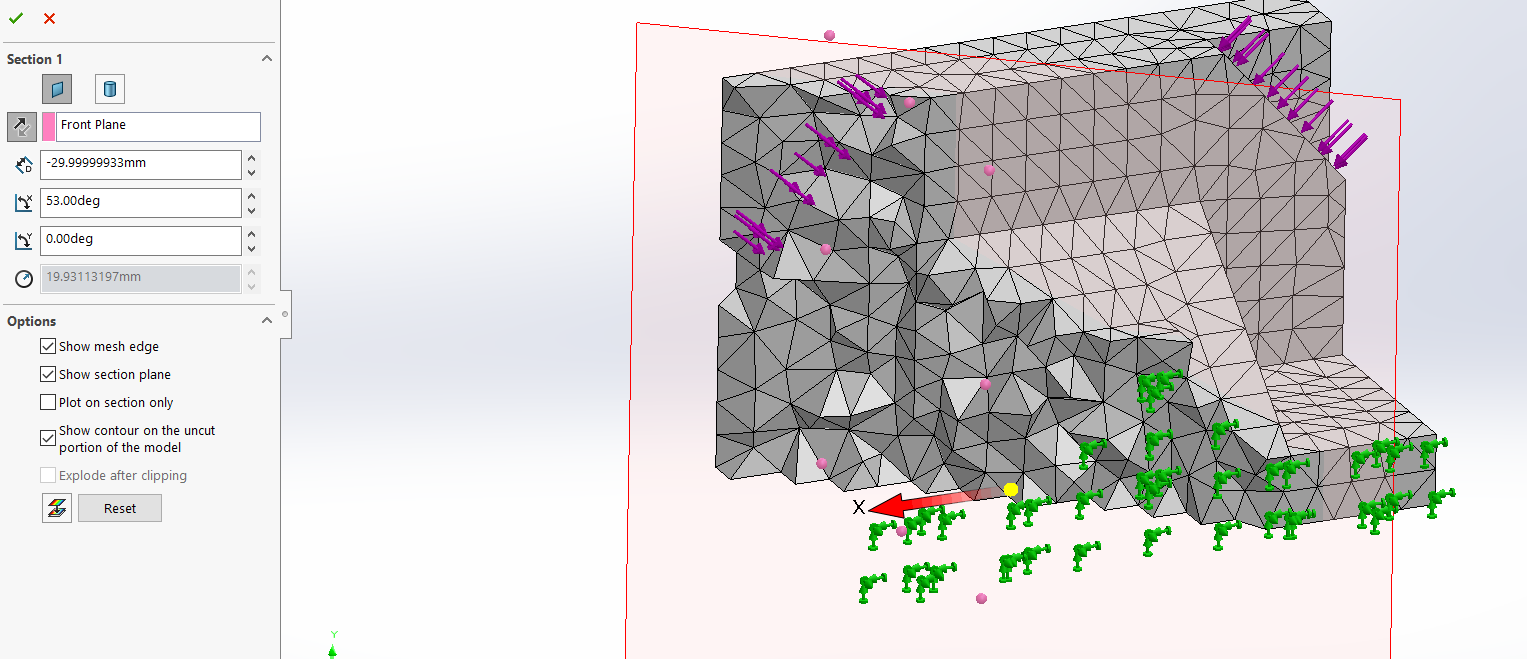 Section 1
Front Plane
D
-29.99999933mm
X
53.00deg
Y
0.00deg
19.93113197mm
Options
Show mesh edge
Show section plane
Plot on section only
Show contour on the uncut
portion of the model
Explode after clipping
Reset
X
Y